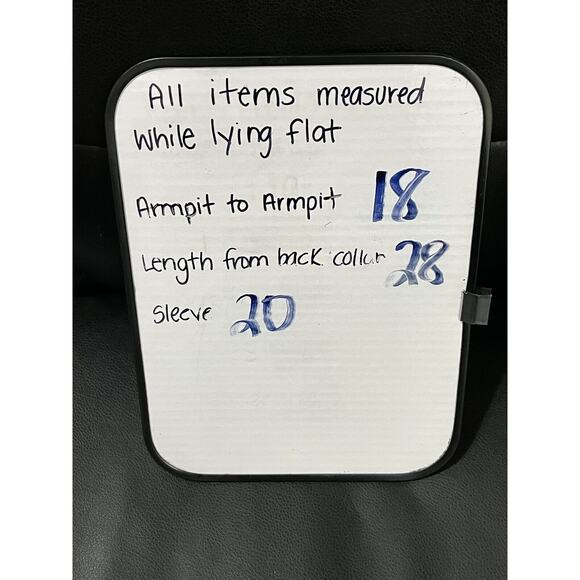 All items measured
while lying flat
Armpit to Armpit 18
Length from back collar 28
Sleeve 20